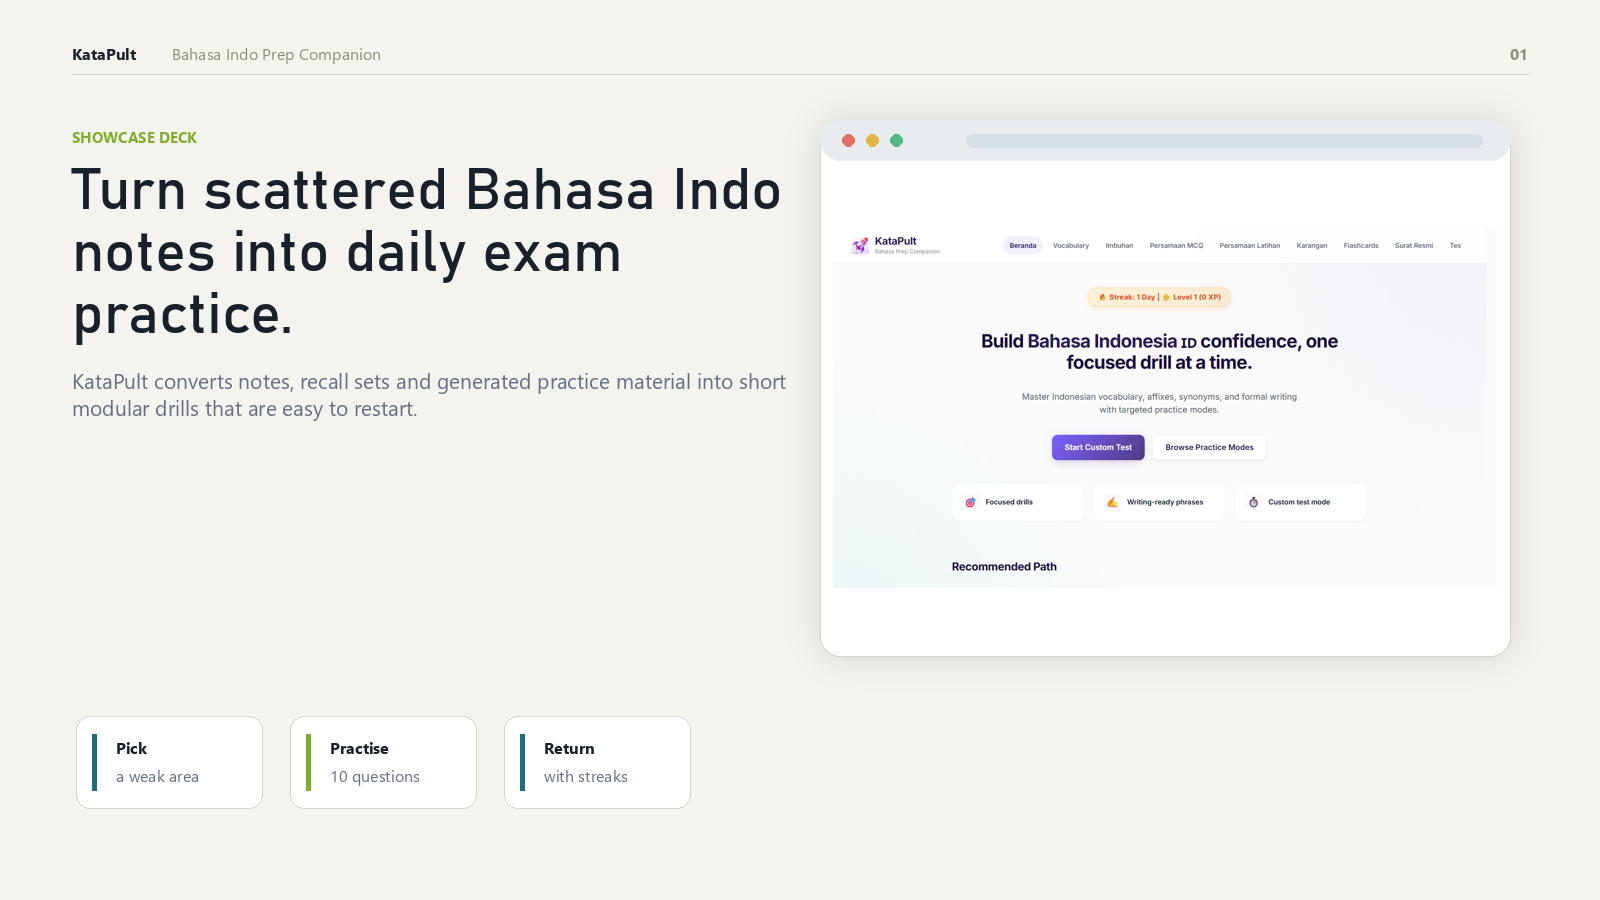 KataPult Bahasa Indo Prep Companion 01
SHOWCASE DECK
Turn scattered Bahasa Indo
notes into daily exam
practice.
KataPult converts notes, recall sets and generated practice material into short
modular drills that are easy to restart.
KataPult
Bahasa Prep Companion
Beranda Vocabulary Imbuhan Persamaan MCQ Persamaan Latihan Karangan Flashcards Surat Resmi Tes
Streak: 1 Day | ⭐ Level 1 (0 XP)
Build Bahasa Indonesia ID confidence, one
focused drill at a time.
Master Indonesian vocabulary, affixes, synonyms, and formal writing
with targeted practice modes.
Start Custom Test Browse Practice Modes
Focused drills Writing-ready phrases Custom test mode
Recommended Path
Pick
a weak area
Practise
10 questions
Return
with streaks